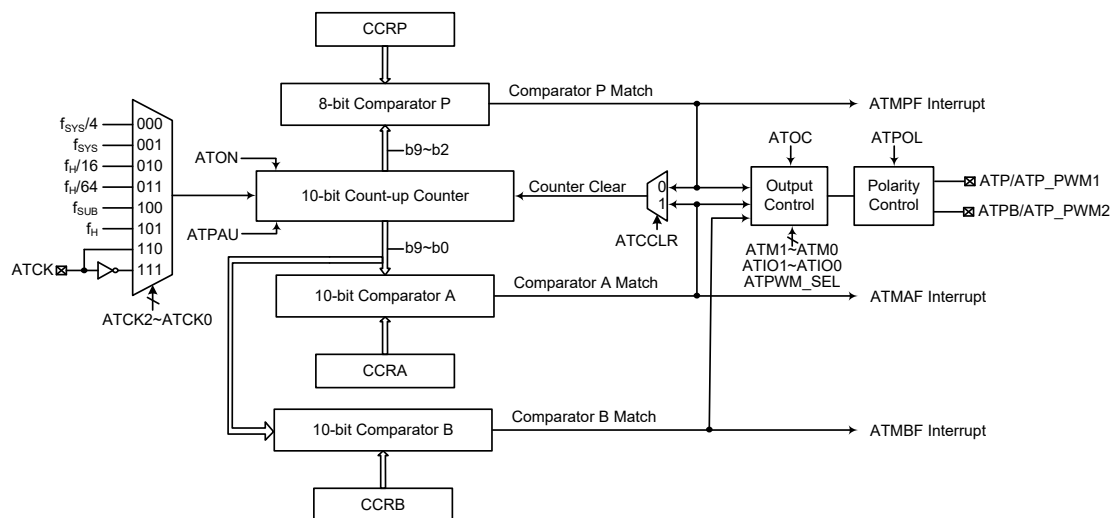 CCRP
8-bit Comparator P
Comparator P Match
ATMPF Interrupt
fSYS/4
000
fSYS
001
fH/16
010
fH/64
011
fSUB
100
fH
101
110
ATCK
111
ATCK2~ATCK0
ATON
b9~b2
10-bit Count-up Counter
ATPAU
b9~b0
Counter Clear
0
1
ATCCLR
ATOC
Output
Control
ATPOL
Polarity
Control
ATP/ATP_PWM1
ATPB/ATP_PWM2
ATM1~ATM0
ATIO1~ATIO0
ATPWM_SEL
10-bit Comparator A
Comparator A Match
ATMAF Interrupt
CCRA
10-bit Comparator B
Comparator B Match
ATMBF Interrupt
CCRB